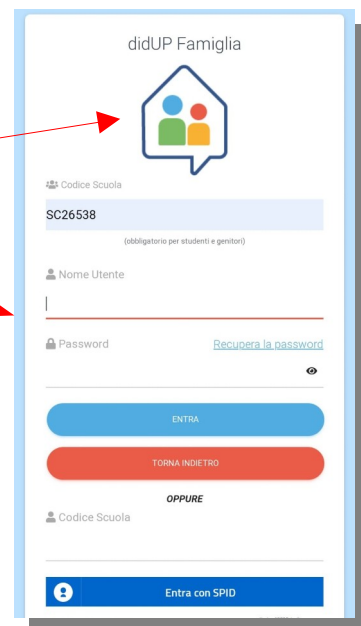 didUP Famiglia
Codice Scuola
SC26538
(obbligatorio per studenti e genitori)
Nome Utente
Password Recupera la password
ENTRA
TORNA INDIETRO
OPPURE
Codice Scuola
Entra con SPID